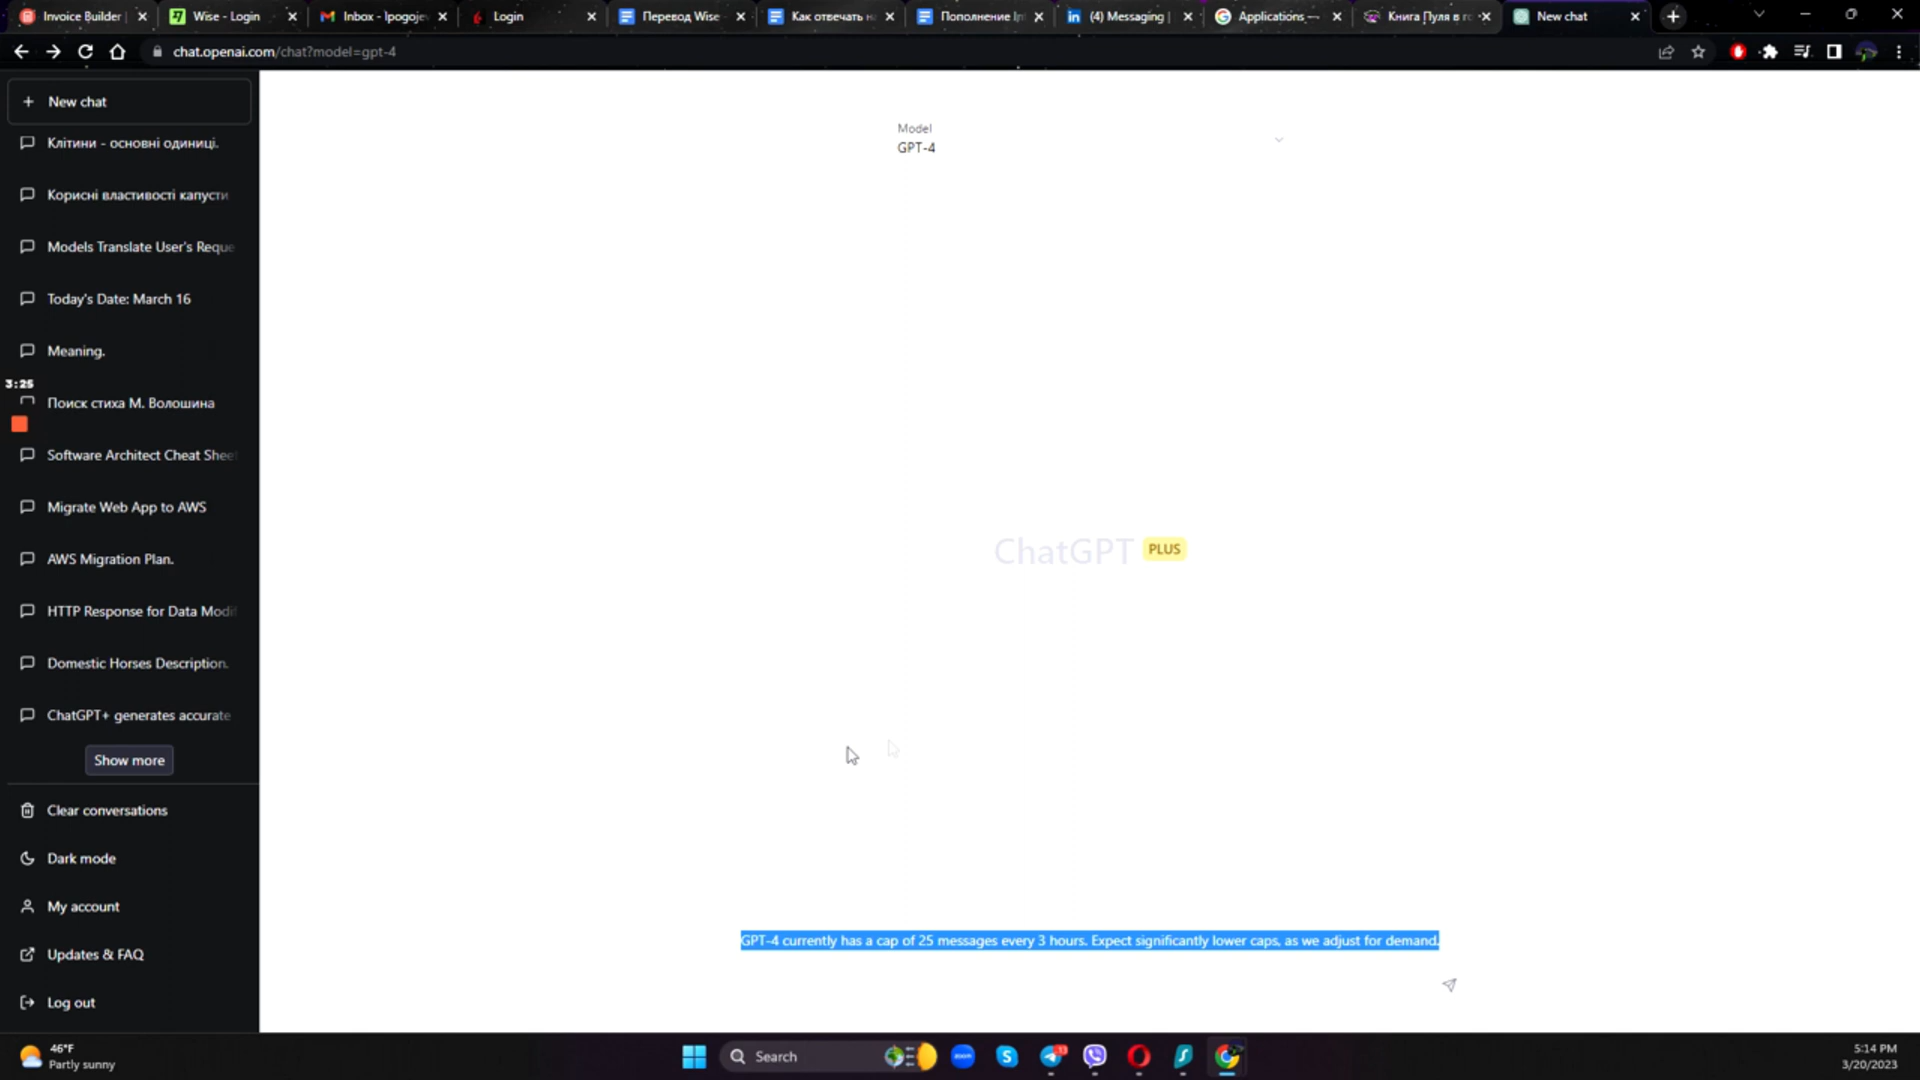 Invoice Builder |
Wise - Login
Inbox - lpogojev
Login
Перевод Wise -
Как отвечать н
Пополнение
(4) Messaging |
Applications —
Книга Пуля в го
New chat
chat.openai.com/chat?model=gpt-4
New chat
Клітини - основні одиниці.
Корисні властивості капусти
Models Translate User's Reque
Today's Date: March 16
Meaning.
3:25
Поиск стиха М. Волошина
Software Architect Cheat Sheet
Migrate Web App to AWS
AWS Migration Plan.
HTTP Response for Data Modif
Domestic Horses Description.
ChatGPT+ generates accurate
Show more
Clear conversations
Dark mode
My account
Updates & FAQ
Log out
Model
GPT-4
ChatGPT PLUS
GPT-4 currently has a cap of 25 messages every 3 hours. Expect significantly lower caps, as we adjust for demand.
46°F
Partly sunny
Search
zoom
5:14 PM
3/20/2023